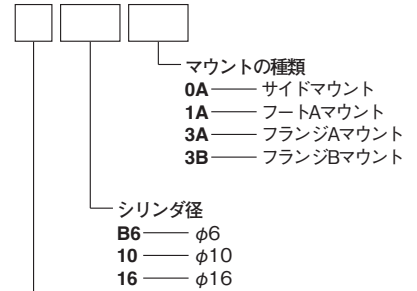 マウントの種類
0A── サイドマウント
1A── フートAマウント
3A── フランジAマウント
3B── フランジBマウント
シリンダ径
B6── φ6
10── φ10
16── φ16